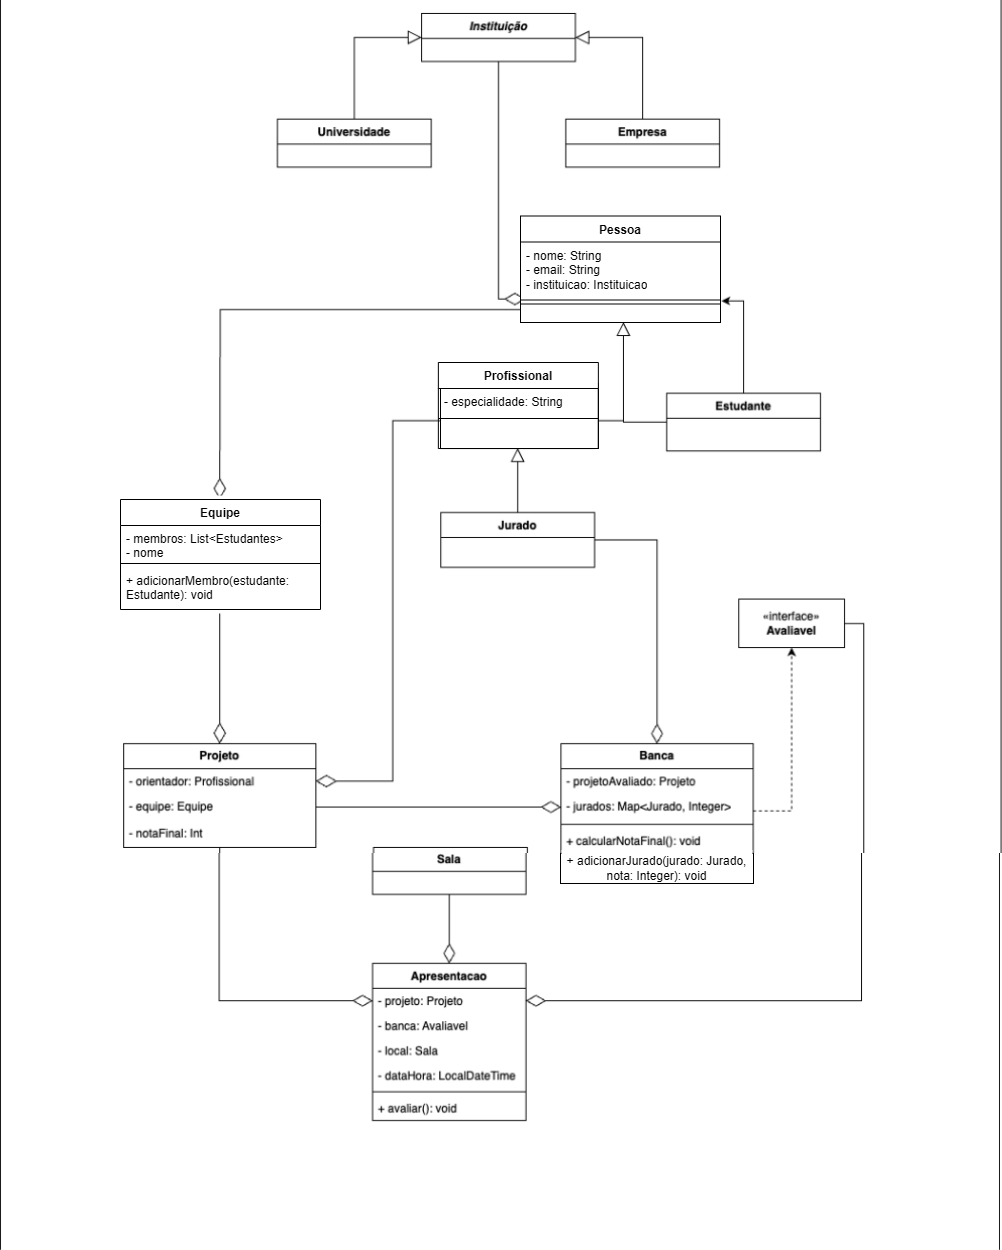 Instituição
Universidade
Empresa
Pessoa
- nome: String
- email: String
- instituicao: Instituicao
Profissional
- especialidade: String
Estudante
Equipe
- membros: List<Estudantes>
- nome
+ adicionarMembro(estudante:
Estudante): void
Jurado
«interface»
Avaliavel
Projeto
- orientador: Profissional
- equipe: Equipe
- notaFinal: Int
Banca
- projetoAvaliado: Projeto
- jurados: Map<Jurado, Integer>
+ calcularNotaFinal(): void
+ adicionarJurado(jurado: Jurado,
nota: Integer): void
Sala
Apresentacao
- projeto: Projeto
- banca: Avaliavel
- local: Sala
- dataHora: LocalDateTime
+ avaliar(): void